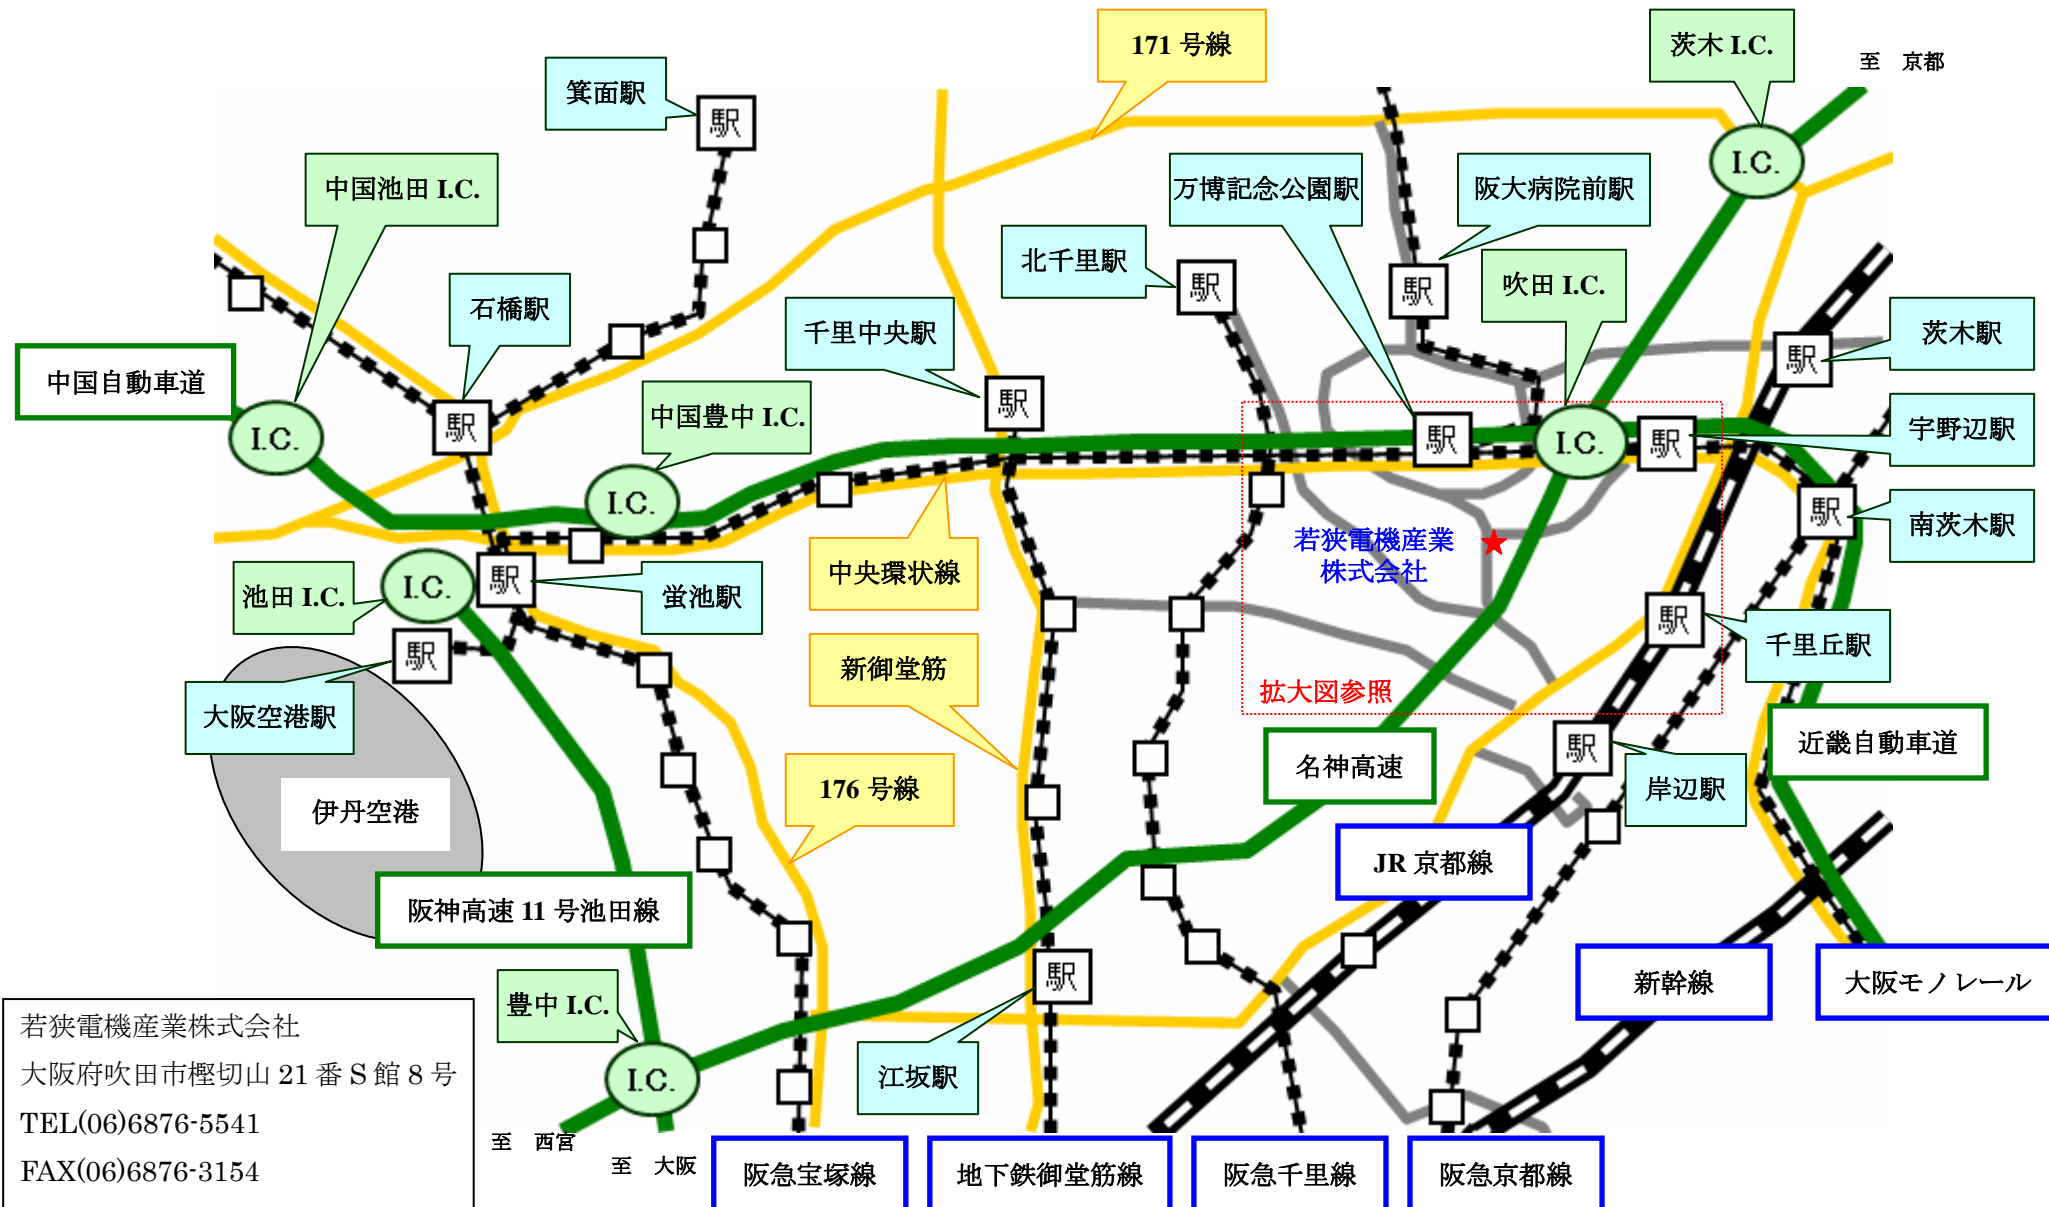 171 号線
茨木 I.C.
至 京都
箕面駅
駅
I.C.
中国池田 I.C.
万博記念公園駅
阪大病院前駅
北千里駅
駅
駅
吹田 I.C.
石橋駅
千里中央駅
茨木駅
駅
中国自動車道
駅
中国豊中 I.C.
駅
I.C.
駅
I.C.
駅
宇野辺駅
I.C.
駅
南茨木駅
若狭電機産業
株式会社
中央環状線
池田 I.C.
I.C.
駅
蛍池駅
駅
千里丘駅
駅
新御堂筋
大阪空港駅
拡大図参照
名神高速
駅
近畿自動車道
岸辺駅
176 号線
伊丹空港
JR 京都線
阪神高速 11 号池田線
駅
新幹線
大阪モノレール
豊中 I.C.
I.C.
江坂駅
若狭電機産業株式会社
大阪府吹田市樫切山 21 番 S 館 8 号
TEL(06)6876-5541
FAX(06)6876-3154
至 西宮
至 大阪
阪急宝塚線
地下鉄御堂筋線
阪急千里線
阪急京都線